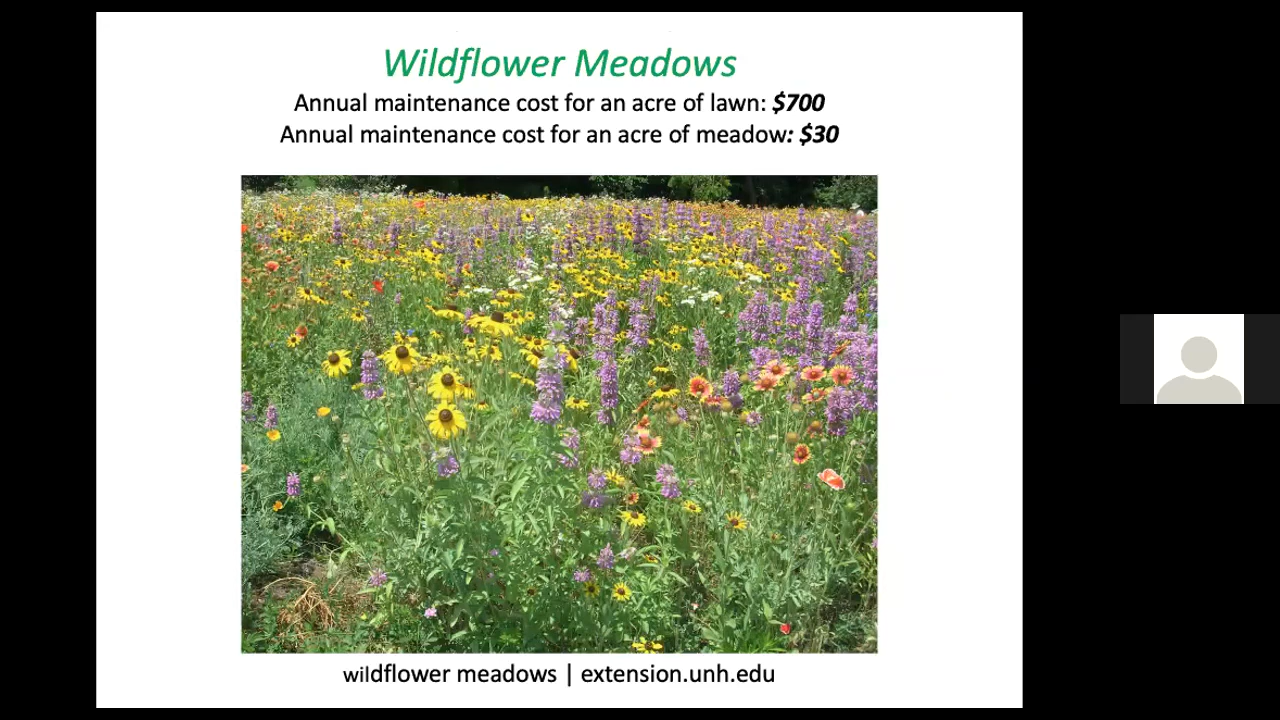 Wildflower Meadows
Annual maintenance cost for an acre of lawn: $700
Annual maintenance cost for an acre of meadow: $30
wildflower meadows | extension.unh.edu